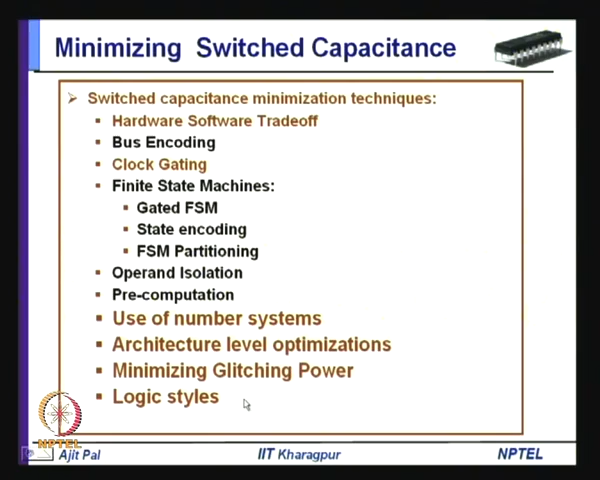 Minimizing Switched Capacitance
Switched capacitance minimization techniques:
Hardware Software Tradeoff
Bus Encoding
Clock Gating
Finite State Machines:
Gated FSM
State encoding
FSM Partitioning
Operand Isolation
Pre-computation
Use of number systems
Architecture level optimizations
Minimizing Glitching Power
Logic styles
NPTEL
Ajit Pal
IIT Kharagpur
NPTEL